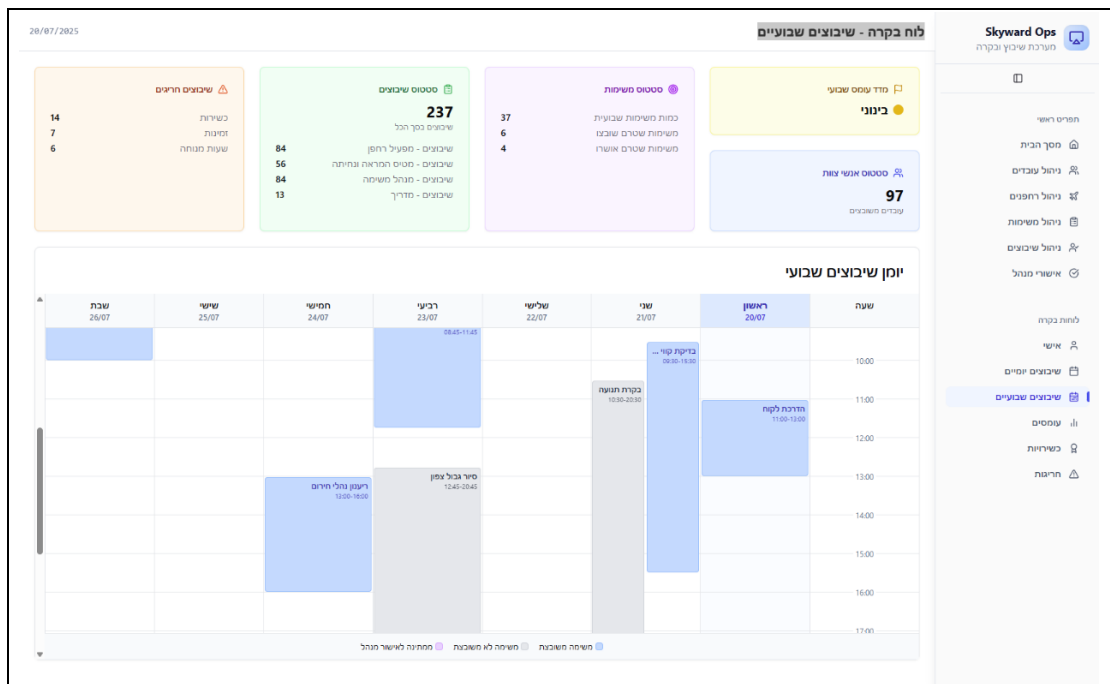 Skyward Ops
מערכת שיבוץ ובקרה
תפריט ראשי
מסך הבית
ניהול עובדים
ניהול רחפנים
ניהול משימות
ניהול שיבוצים
אישורי מנהל
לוחות בקרה
אישי
שיבוצים יומיים
שיבוצים שבועיים
עומסים
כשירויות
חריגות
לוח בקרה - שיבוצים שבועיים
20/07/2025
מדד עומס שבועי
בינוני
סטטוס אנשי צוות
97
עובדים משובצים
סטטוס משימות
כמות משימות שבועית 37
משימות שטרם שובצו 6
משימות שטרם אושרו 4
סטטוס שיבוצים
237
שיבוצים בסך הכל
שיבוצים - מפעיל רחפן 84
שיבוצים - מטיס המראה ונחיתה 56
שיבוצים - מנהל משימה 84
שיבוצים - מדריך 13
שיבוצים חריגים
כשירות 14
זמינות 7
שעות מנוחה 6
יומן שיבוצים שבועי
שעה ראשון שני שלישי רביעי חמישי שישי שבת
20/07 21/07 22/07 23/07 24/07 25/07 26/07
08:45-11:45
בדיקת קווי ...
09:30-15:30
10:00
בקרת תנועה
10:30-20:30
11:00
הדרכת לקוח
11:00-13:00
12:00
סיור גבול צפון
12:45-20:45
13:00
ריענון נהלי חירום
13:00-16:00
14:00
15:00
16:00
17:00
משימה משובצת
משימה לא משובצת
ממתינה לאישור מנהל